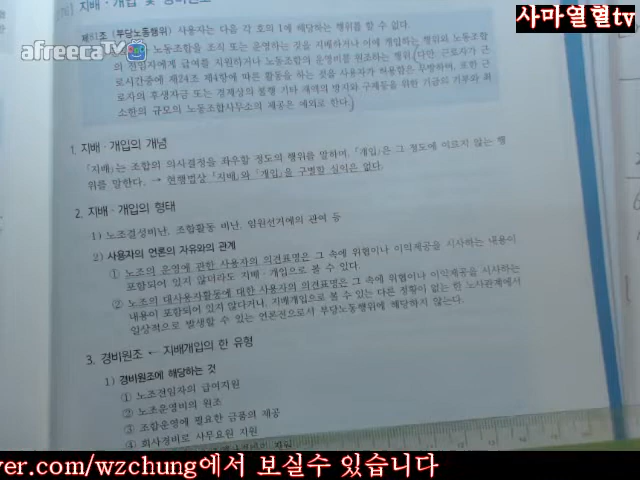 지배·개입 및 경비원조
사마열혈tv
afreecaTV
제81조 (부당노동행위) 사용자는 다음 각 호의 1에 해당하는 행위를 할 수 없다.
노동조합을 조직 또는 운영하는 것을 지배하거나 이에 개입하는 행위와 노동조합
의 전임자에게 급여를 지원하거나 노동조합의 운영비를 원조하는 행위(다만 근로자가 근
로시간중에 제24조 제4항에 따른 활동을 하는 것을 사용자가 허용함은 무방하며, 또한 근
로자의 후생자금 또는 경제상의 불행 기타 재액의 방지와 구제등을 위한 기금의 기부와 최
소한의 규모의 노동조합사무소의 제공은 예외로 한다.)
1. 지배·개입의 개념
「지배」는 조합의 의사결정을 좌우할 정도의 행위를 말하며, 「개입」은 그 정도에 이르지 않는 행
위를 말한다. → 현행법상 「지배」와 「개입」을 구별할 실익은 없다.
2. 지배·개입의 형태
1) 노조결성비난, 조합활동 비난, 임원선거에의 관여 등
2) 사용자의 언론의 자유와의 관계
① 노조의 운영에 관한 사용자의 의견표명은 그 속에 위협이나 이익제공을 시사하는 내용이
포함되어 있지 않더라도 지배·개입으로 볼 수 있다.
② 노조의 대사용자활동에 대한 사용자의 의견표명은 그 속에 위협이나 이익제공을 시사하는
내용이 포함되어 있지 않다거나, 지배개입으로 볼 수 있는 다른 정황이 없는 한 노사관계에서
일상적으로 발생할 수 있는 언론전으로서 부당노동행위에 해당하지 않는다.
3. 경비원조 ← 지배개입의 한 유형
1) 경비원조에 해당하는 것
① 노조전임자의 급여지원
② 노조운영비의 원조
③ 조합운영에 필요한 금품의 제공
④ 회사경비로 사무요원 지원
ver.com/wzchung에서 보실수 있습니다